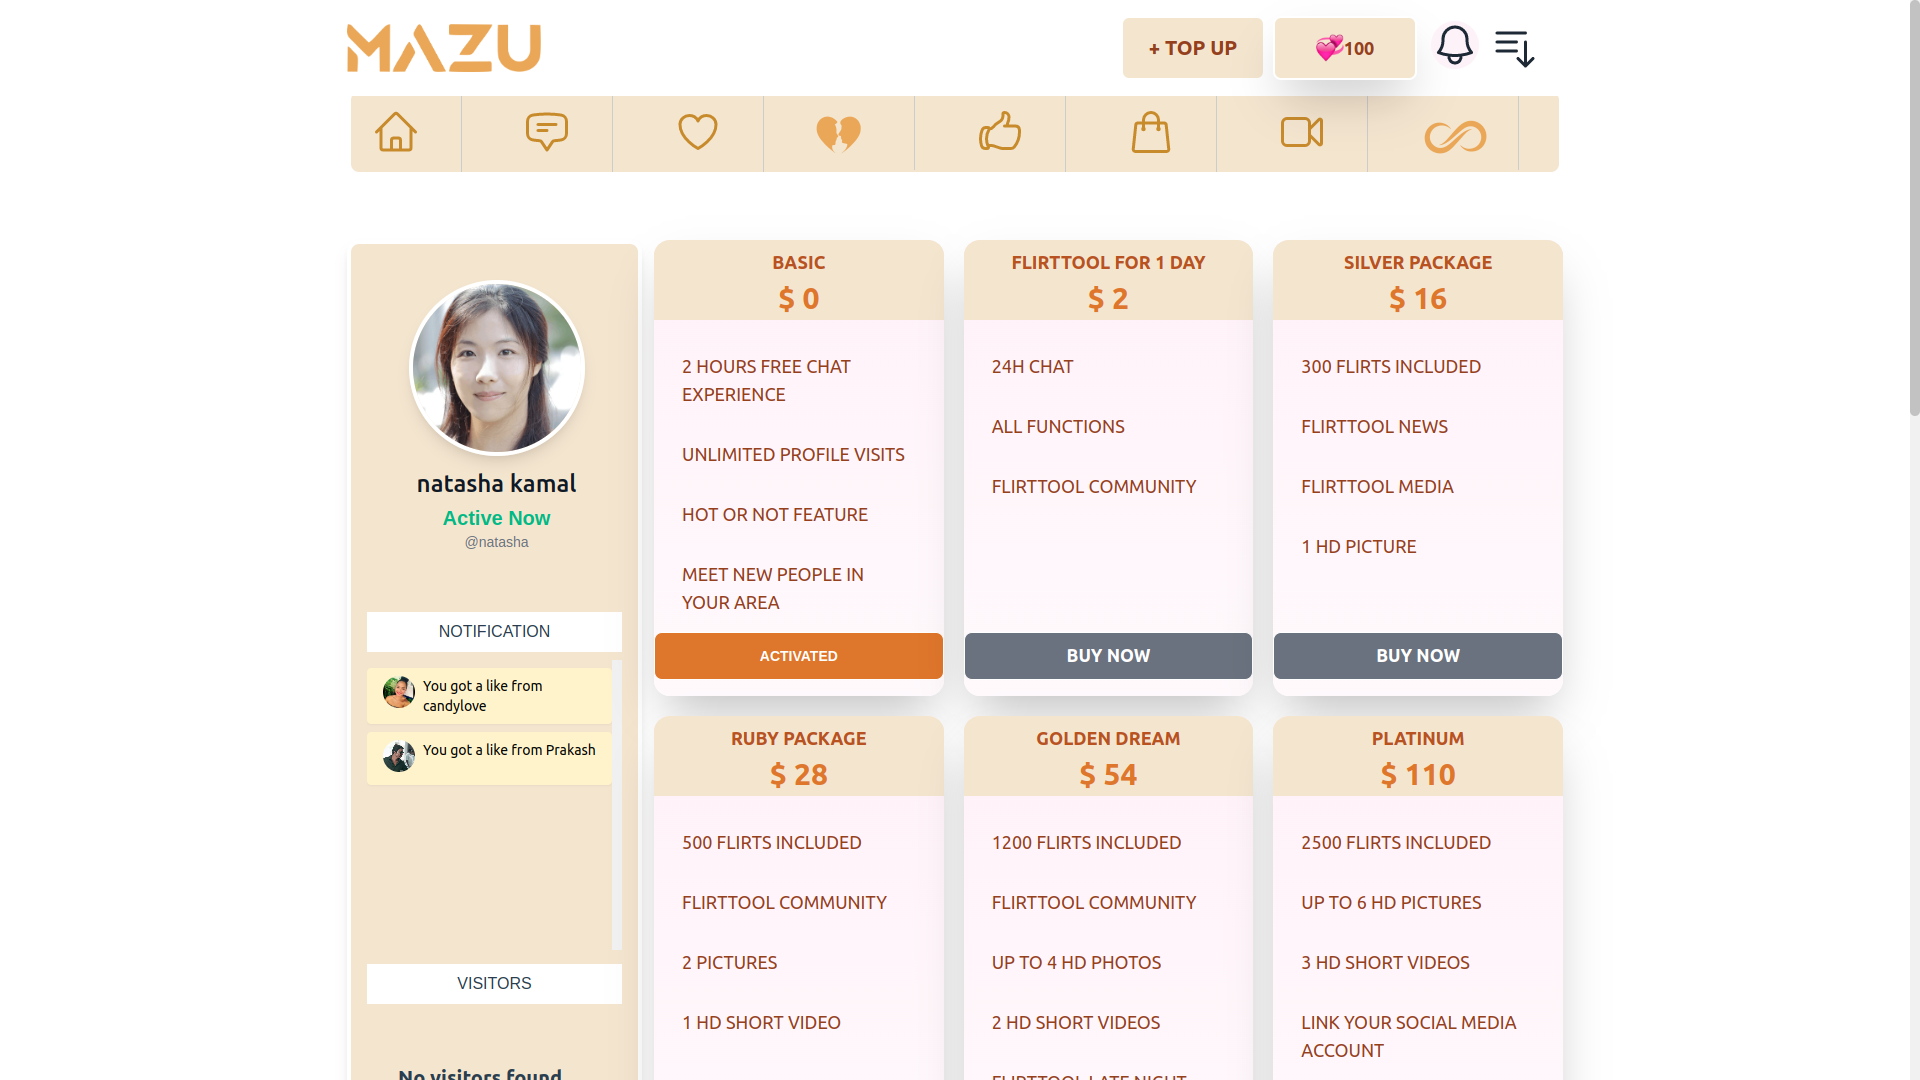 MAZU
+ TOP UP
100
BASIC
$ 0
2 HOURS FREE CHAT
EXPERIENCE
UNLIMITED PROFILE VISITS
HOT OR NOT FEATURE
MEET NEW PEOPLE IN
YOUR AREA
ACTIVATED
FLIRTTOOL FOR 1 DAY
$ 2
24H CHAT
ALL FUNCTIONS
FLIRTTOOL COMMUNITY
BUY NOW
SILVER PACKAGE
$ 16
300 FLIRTS INCLUDED
FLIRTTOOL NEWS
FLIRTTOOL MEDIA
1 HD PICTURE
BUY NOW
natasha kamal
Active Now
@natasha
NOTIFICATION
You got a like from
candylove
You got a like from Prakash
VISITORS
No visitors found
RUBY PACKAGE
$ 28
500 FLIRTS INCLUDED
FLIRTTOOL COMMUNITY
2 PICTURES
1 HD SHORT VIDEO
GOLDEN DREAM
$ 54
1200 FLIRTS INCLUDED
FLIRTTOOL COMMUNITY
UP TO 4 HD PHOTOS
2 HD SHORT VIDEOS
FLIRTTOOL LATE NIGHT
PLATINUM
$ 110
2500 FLIRTS INCLUDED
UP TO 6 HD PICTURES
3 HD SHORT VIDEOS
LINK YOUR SOCIAL MEDIA
ACCOUNT